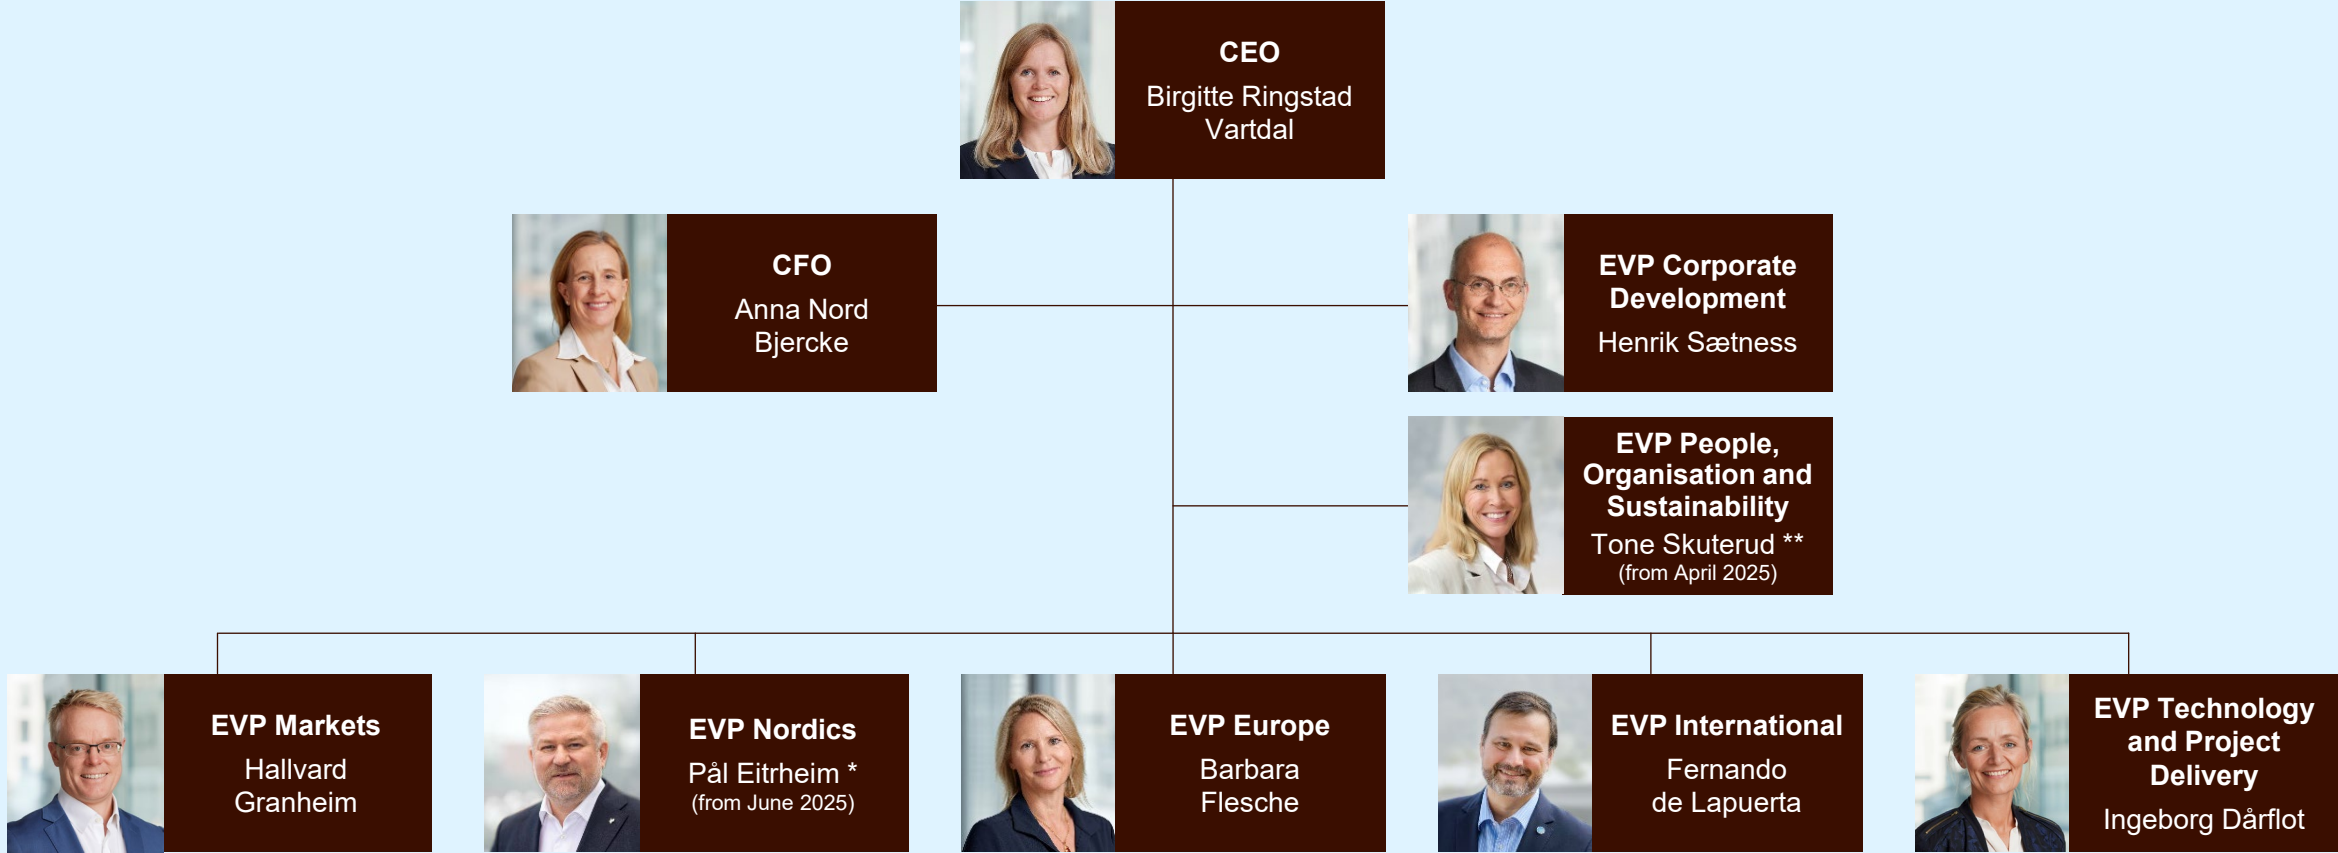 CEO
Birgitte Ringstad
Vartdal
CFO
Anna Nord
Bjercke
EVP Corporate
Development
Henrik Sætness
EVP People,
Organisation and
Sustainability
Tone Skuterud **
(from April 2025)
EVP Markets
Hallvard
Granheim
EVP Nordics
Pål Eitrheim *
(from June 2025)
EVP Europe
Barbara
Flesche
EVP International
Fernando
de Lapuerta
EVP Technology
and Project
Delivery
Ingeborg Dårflot